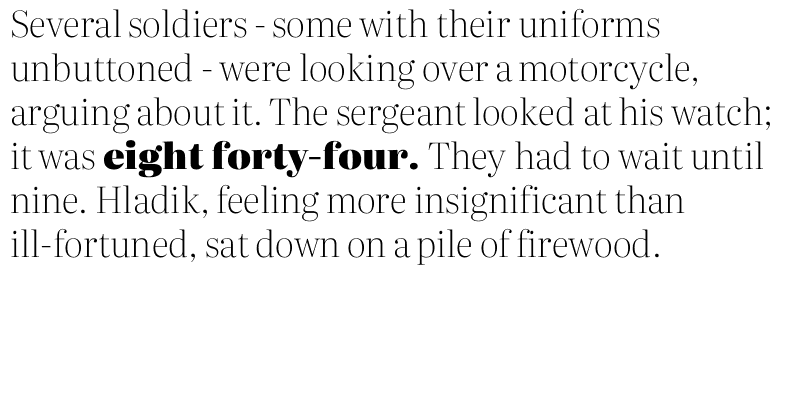 Several soldiers - some with their uniforms
unbuttoned - were looking over a motorcycle,
arguing about it. The sergeant looked at his watch;
it was eight forty-four. They had to wait until
nine. Hladik, feeling more insignificant than
ill-fortuned, sat down on a pile of firewood.